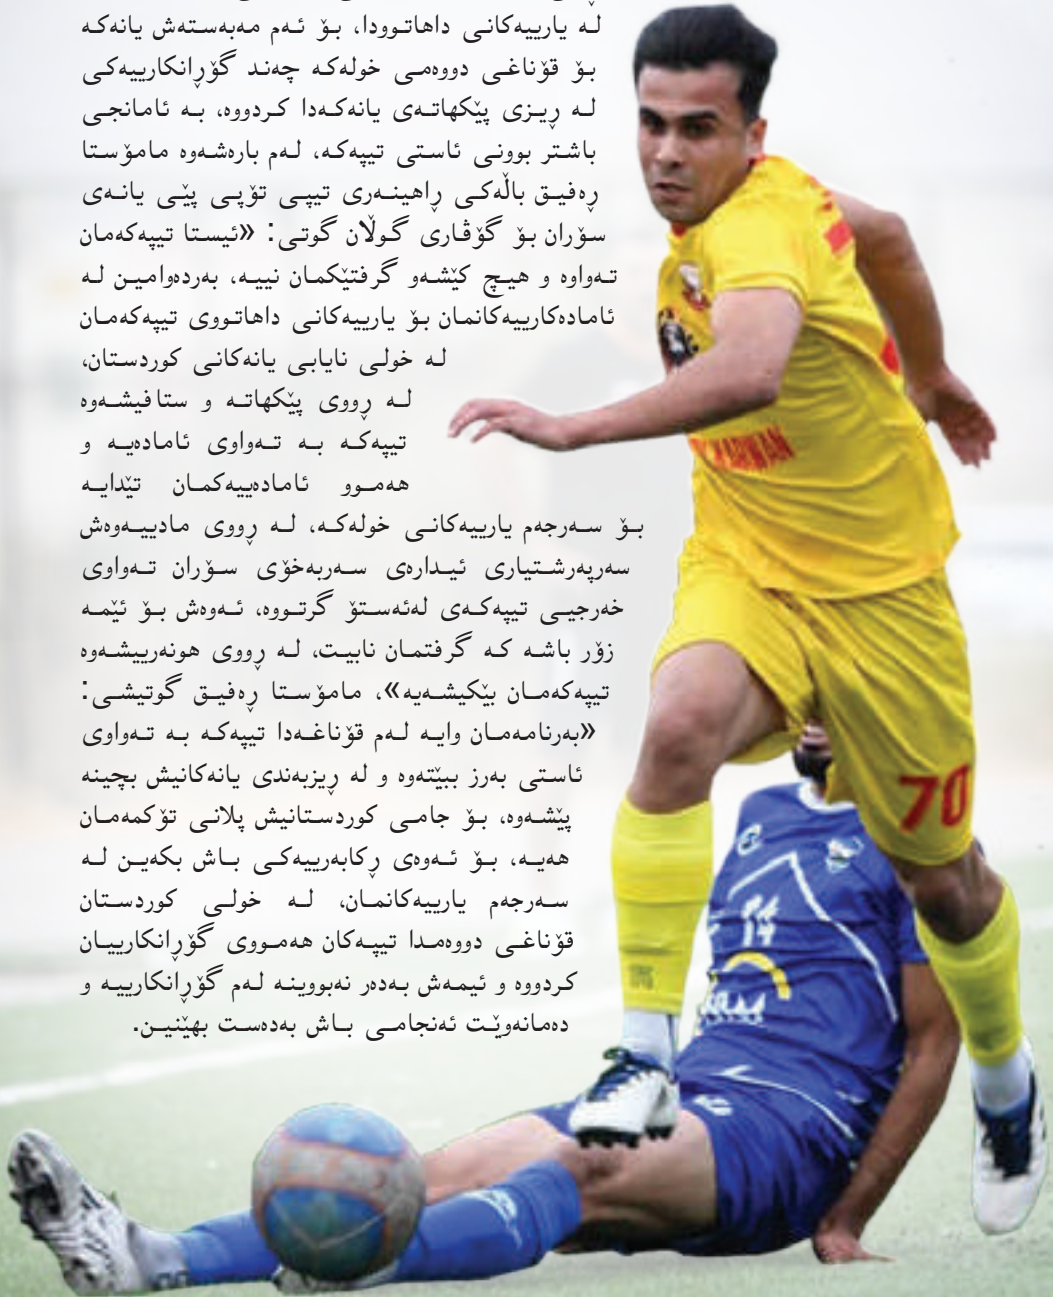 لە یارییەکانی داهاتوودا، بۆ ئەم مەبەستەش یانەکە
بۆ قۆناغی دووەمی خولەکە چەند گۆڕانکارییەکی
لە ڕیزی پێکهاتەی یانەکەدا کردووە، بە ئامانجی
باشتر بوونی ئاستی تیپەکە، لەم بارەشەوە مامۆستا
ڕەفیق باڵەکی ڕاهینەری تیپی تۆپی پێی یانەی
سۆران بۆ گۆڤاری گوڵان گوتی: «ئیستا تیپەکەمان
تەواوە و هیچ کێشەو گرفتێکمان نییە، بەردەوامین لە
ئامادەکارییەکانمان بۆ یارییەکانی داهاتووی تیپەکەمان
لە خولی نایابی یانەکانی کوردستان،
لە ڕووی پێکهاتە و ستافیشەوە
تیپەکە بە تەواوی ئامادەیە و
هەموو ئامادەییەکمان تێدایە
بۆ سەرجەم یارییەکانی خولەکە، لە ڕووی مادییەوەش
سەرپەرشتیاری ئیدارەی سەربەخۆی سۆران تەواوی
خەرجیی تیپەکەی لەئەستۆ گرتووە، ئەوەش بۆ ئێمە
زۆر باشە کە گرفتمان نابیت، لە ڕووی هونەرییشەوە
تیپەکەمان بێکیشەیە»، مامۆستا ڕەفیق گوتیشی:
«بەرنامەمان وایە لەم قۆناغەدا تیپەکە بە تەواوی
ئاستی بەرز ببێتەوە و لە ڕیزبەندی یانەکانیش بچینە
پێشەوە، بۆ جامی کوردستانیش پلانی تۆکمەمان
هەیە، بۆ ئەوەی ڕکابەرییەکی باش بکەین لە
سەرجەم یارییەکانمان، لە خولی کوردستان
قۆناغی دووەمدا تیپەکان هەمووی گۆڕانکارییان
کردووە و ئیمەش بەدەر نەبووینە لەم گۆڕانکارییە و
دەمانەوێت ئەنجامی باش بەدەست بهێنین.
70
14